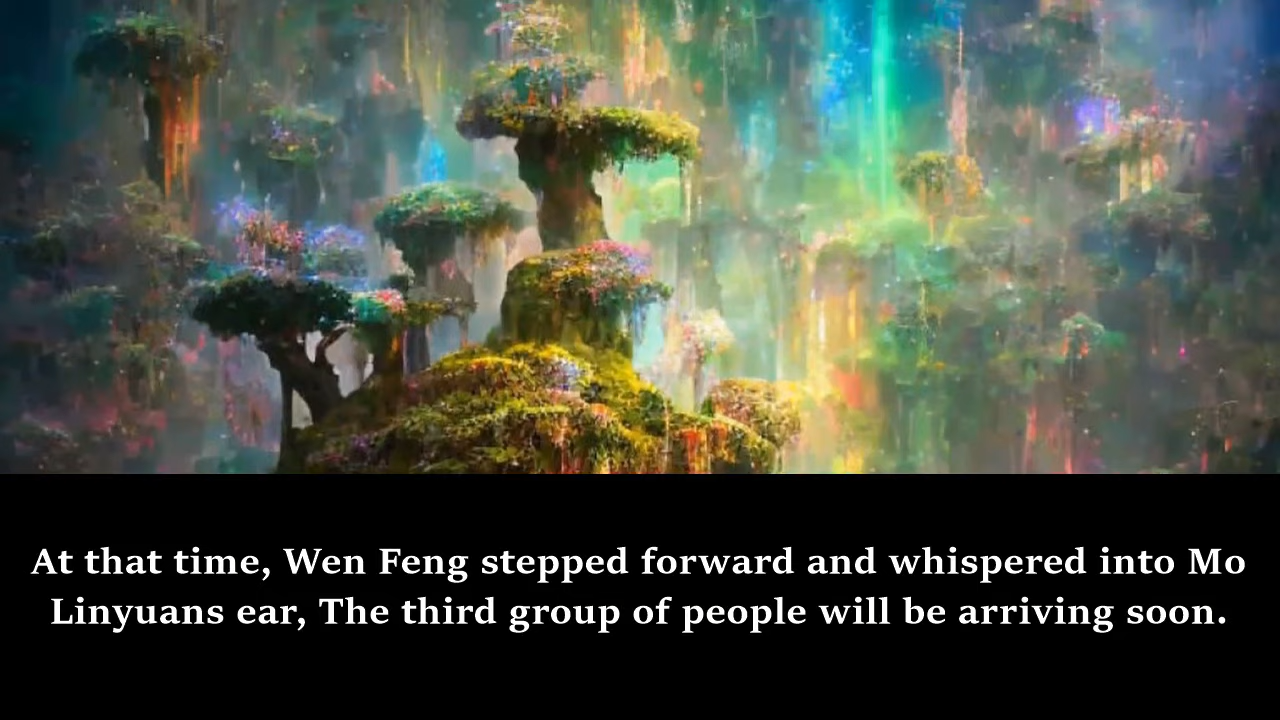 At that time, Wen Feng stepped forward and whispered into Mo
Linyuans ear, The third group of people will be arriving soon.